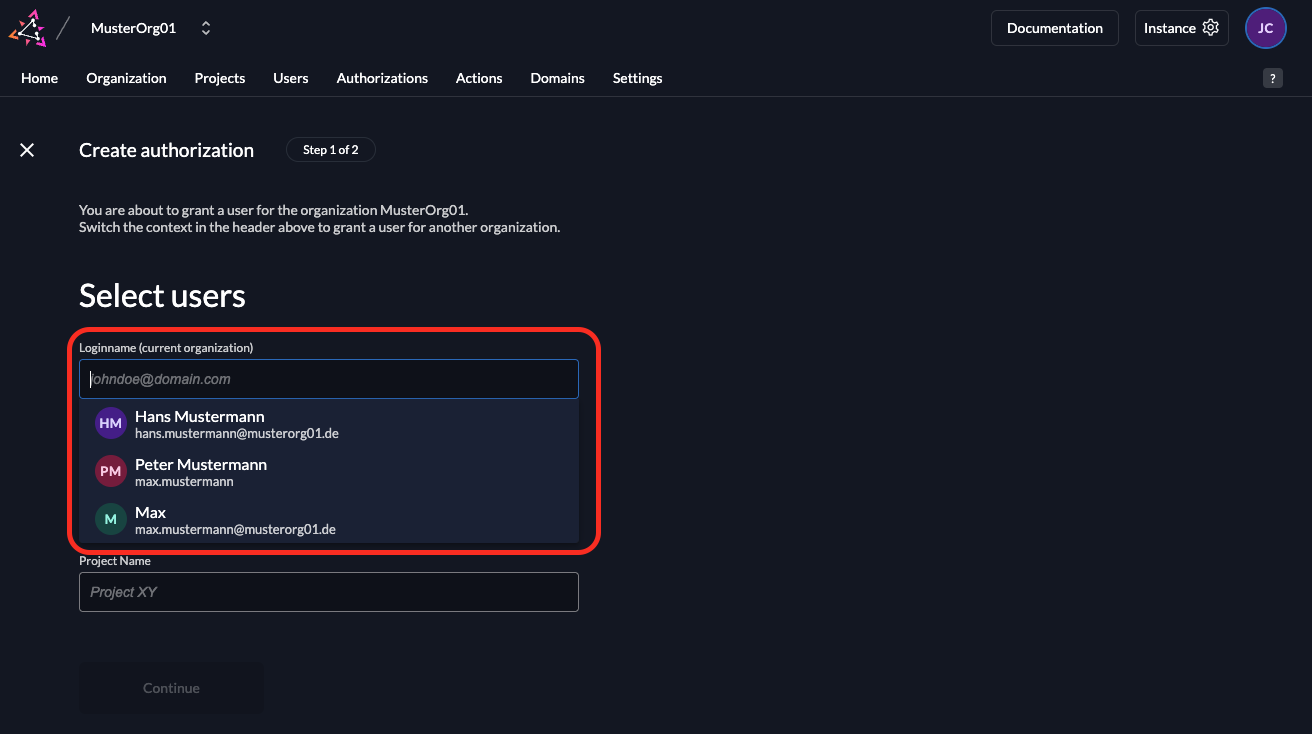 MusterOrg01
Documentation
Instance
JC
Home Organization Projects Users Authorizations Actions Domains Settings
?
Create authorization
Step 1 of 2
You are about to grant a user for the organization MusterOrg01.
Switch the context in the header above to grant a user for another organization.
Select users
Loginname (current organization)
johndoe@domain.com
HM
Hans Mustermann
hans.mustermann@musterorg01.de
PM
Peter Mustermann
max.mustermann
M
Max
max.mustermann@musterorg01.de
Project Name
Project XY
Continue